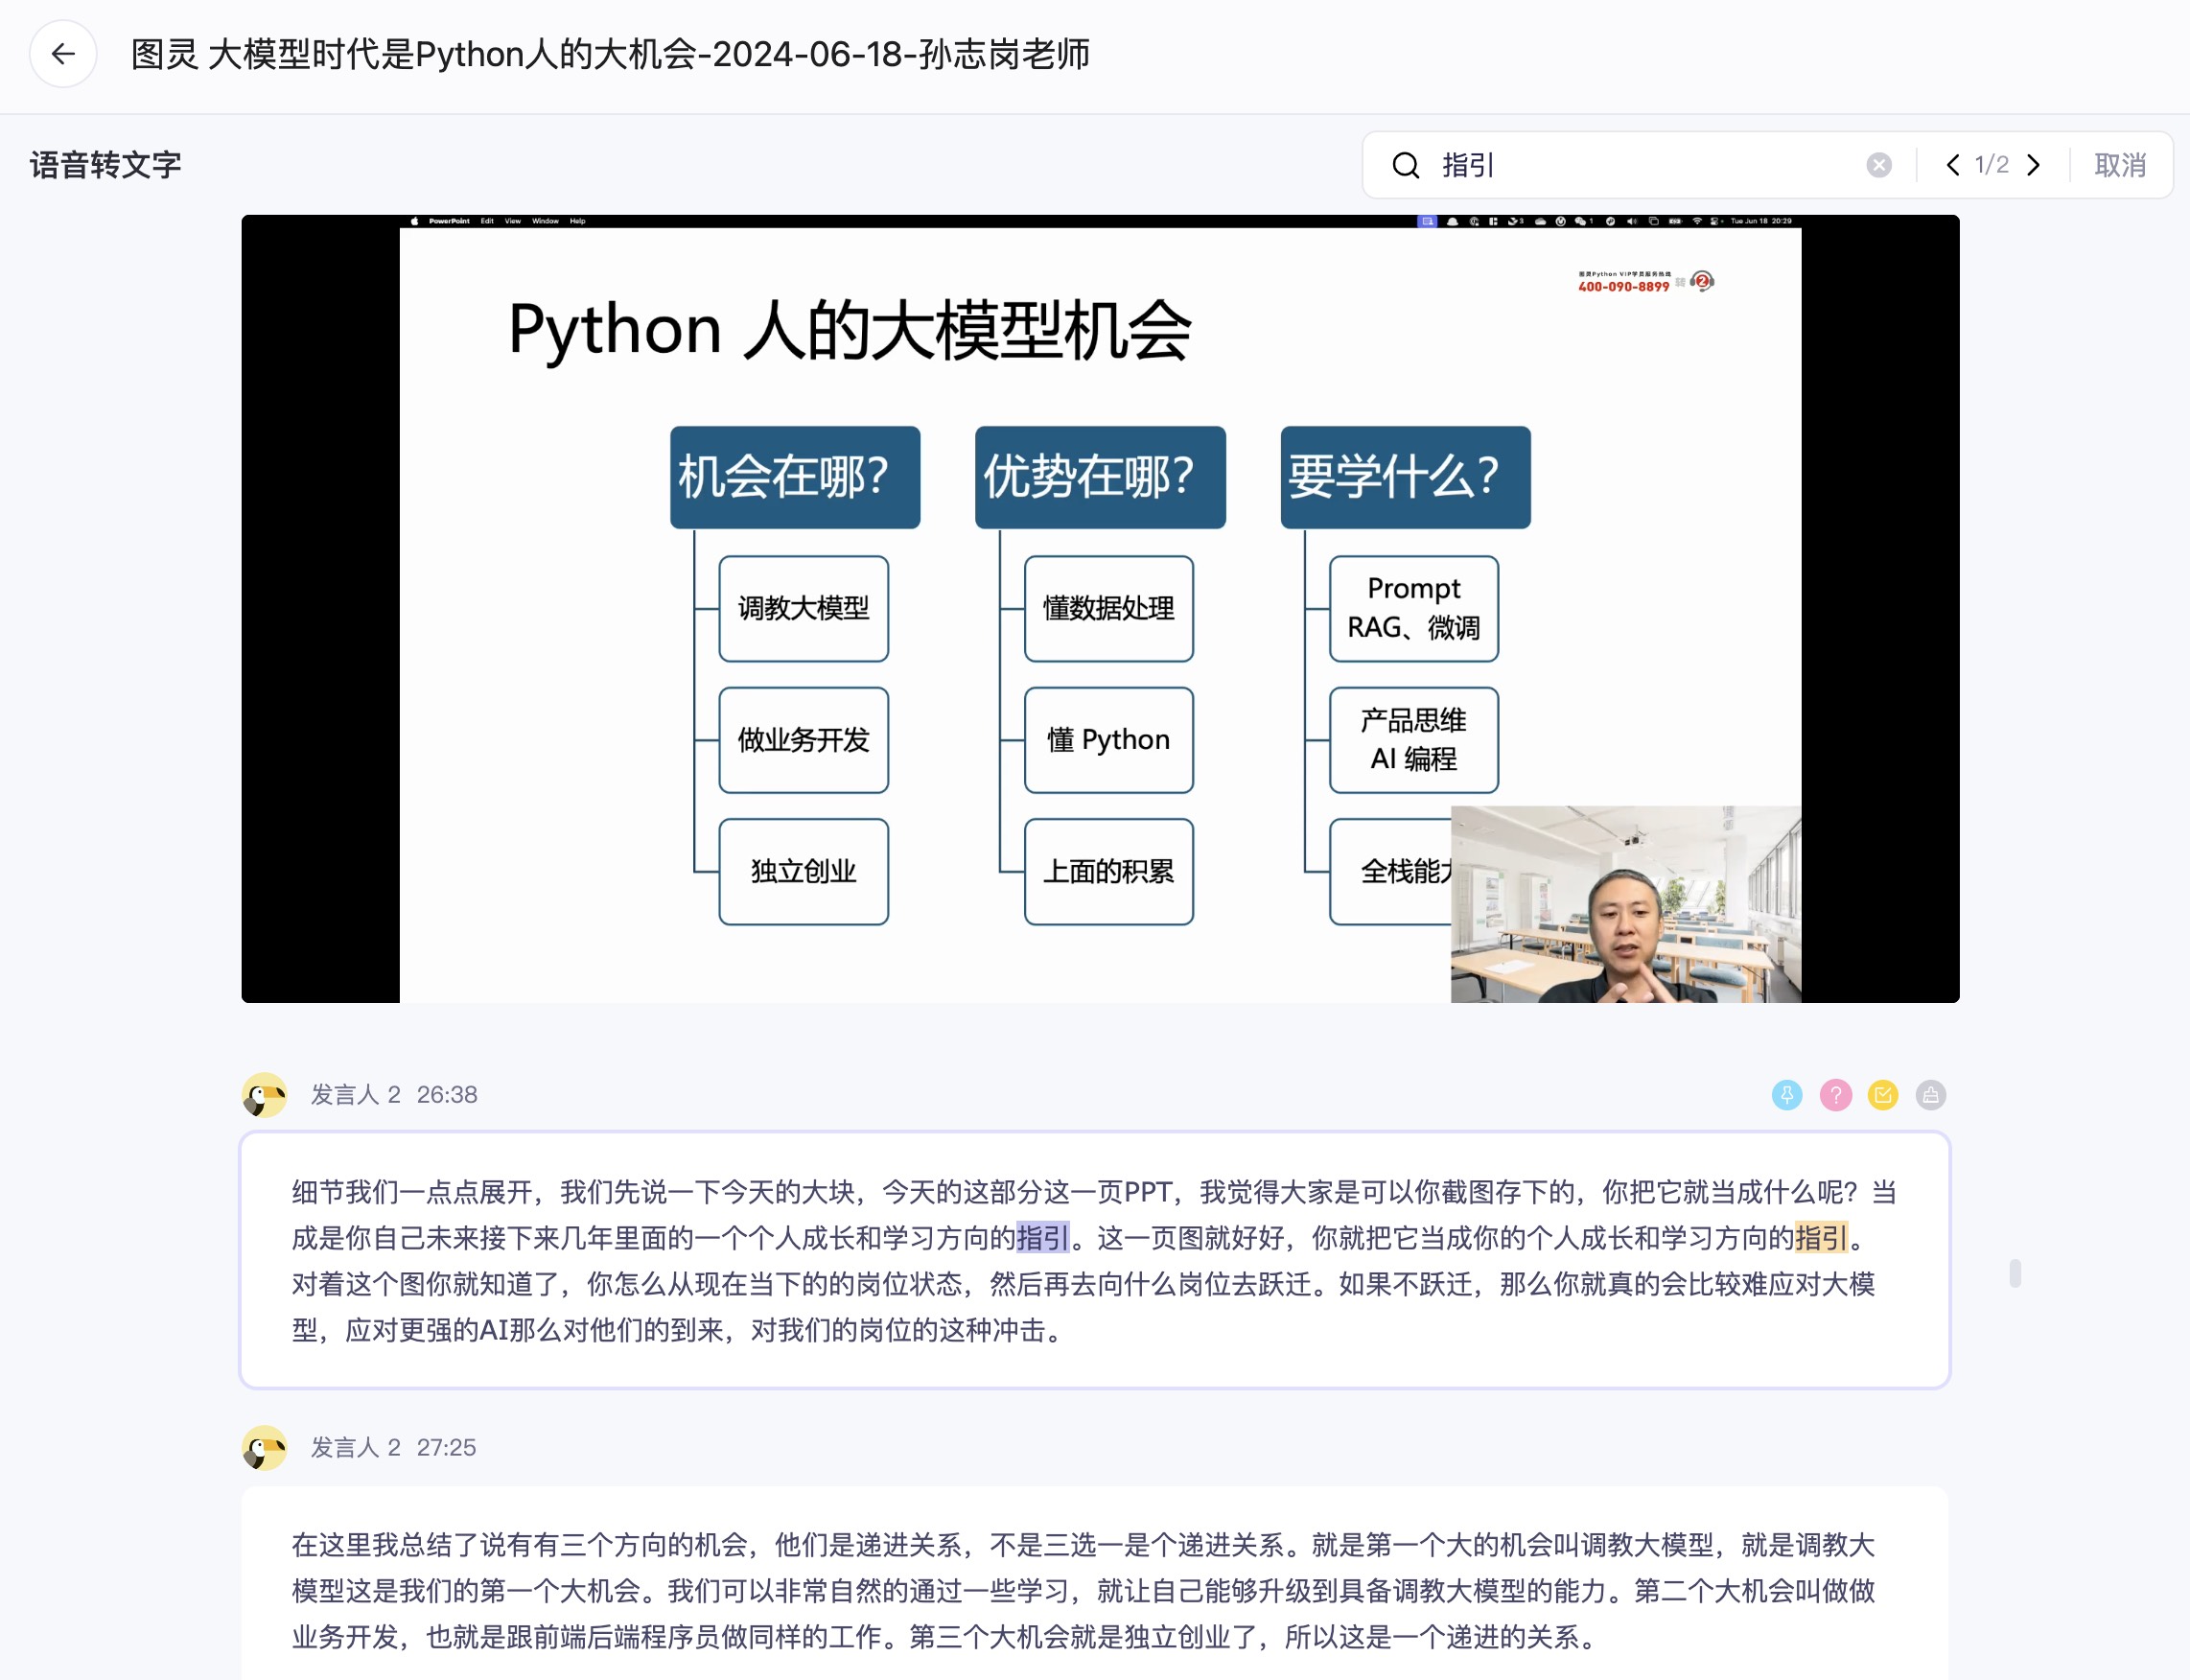 图灵 大模型时代是Python人的大机会-2024-06-18-孙志岗老师
语音转文字
指引
1/2
取消
PowerPoint Edit View Window Help
Tue Jun 18 20:29
图灵Python VIP学员服务热线
400-090-8899
2
Python 人的大模型机会
机会在哪？
优势在哪？
要学什么？
调教大模型
懂数据处理
Prompt
RAG、微调
做业务开发
懂 Python
产品思维
AI 编程
独立创业
上面的积累
全栈能
发言人 2 26:38
细节我们一点点展开，我们先说一下今天的大块，今天的这部分这一页PPT，我觉得大家是可以你截图存下的，你把它就当成什么呢？当
成是你自己未来接下来几年里面的一个个人成长和学习方向的指引。这一页图就好好，你就把它当成你的个人成长和学习方向的指引。
对着这个图你就知道了，你怎么从现在当下的的岗位状态，然后再去向什么岗位去跃迁。如果不跃迁，那么你就真的会比较难应对大模
型，应对更强的AI那么对他们的到来，对我们的岗位的这种冲击。
发言人 2 27:25
在这里我总结了说有有三个方向的机会，他们是递进关系，不是三选一是个递进关系。就是第一个大的机会叫调教大模型，就是调教大
模型这是我们的第一个大机会。我们可以非常自然的通过一些学习，就让自己能够升级到具备调教大模型的能力。第二个大机会叫做做
业务开发，也就是跟前端后端程序员做同样的工作。第三个大机会就是独立创业了，所以这是一个递进的关系。